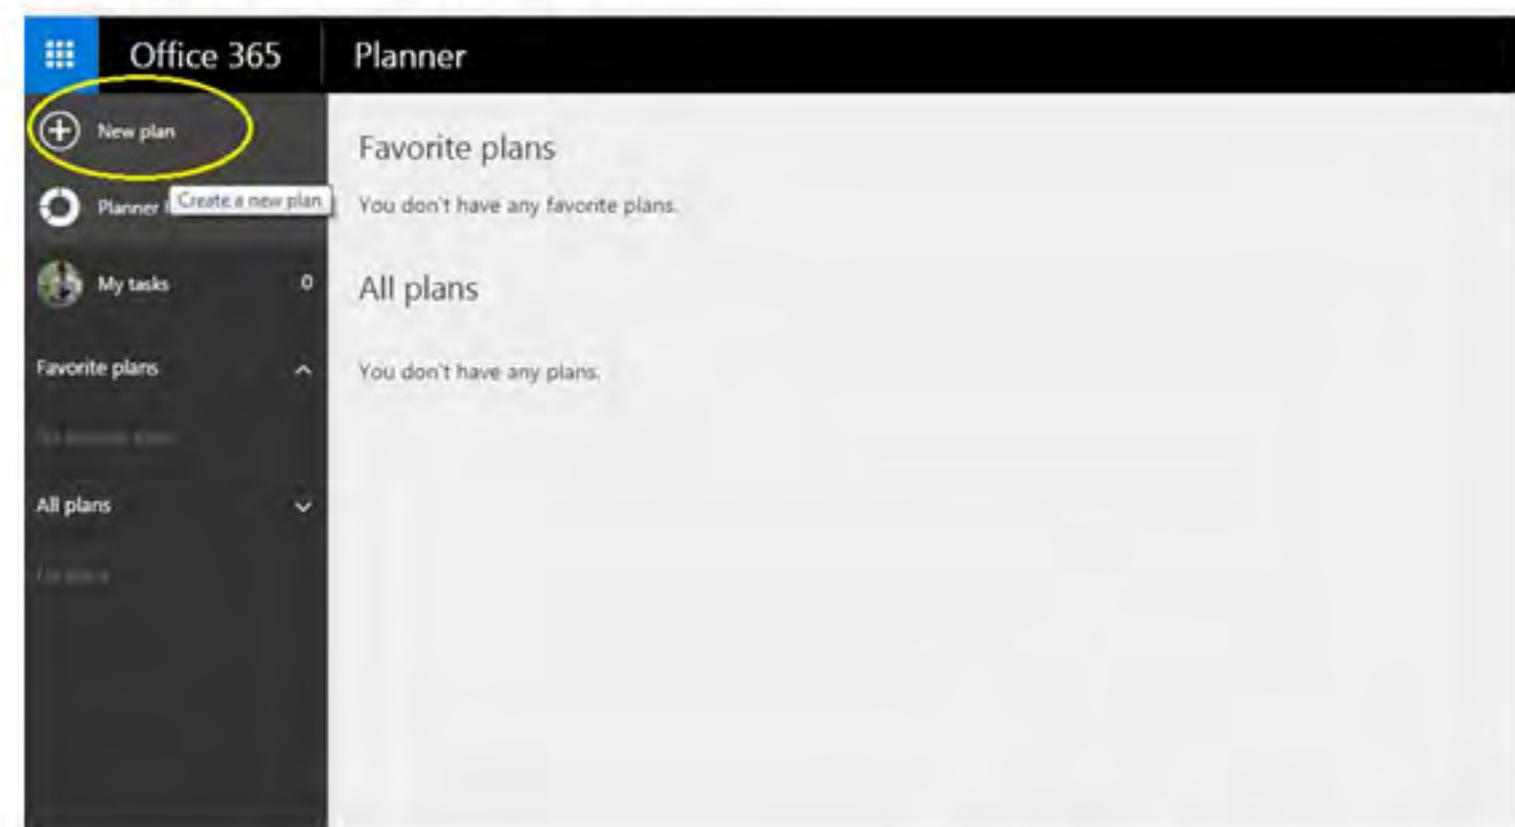 Office 365
Planner
New plan
Create a new plan
Planner
My tasks
0
Favorite plans
All plans
Favorite plans
You don't have any favorite plans.
All plans
You don't have any plans.